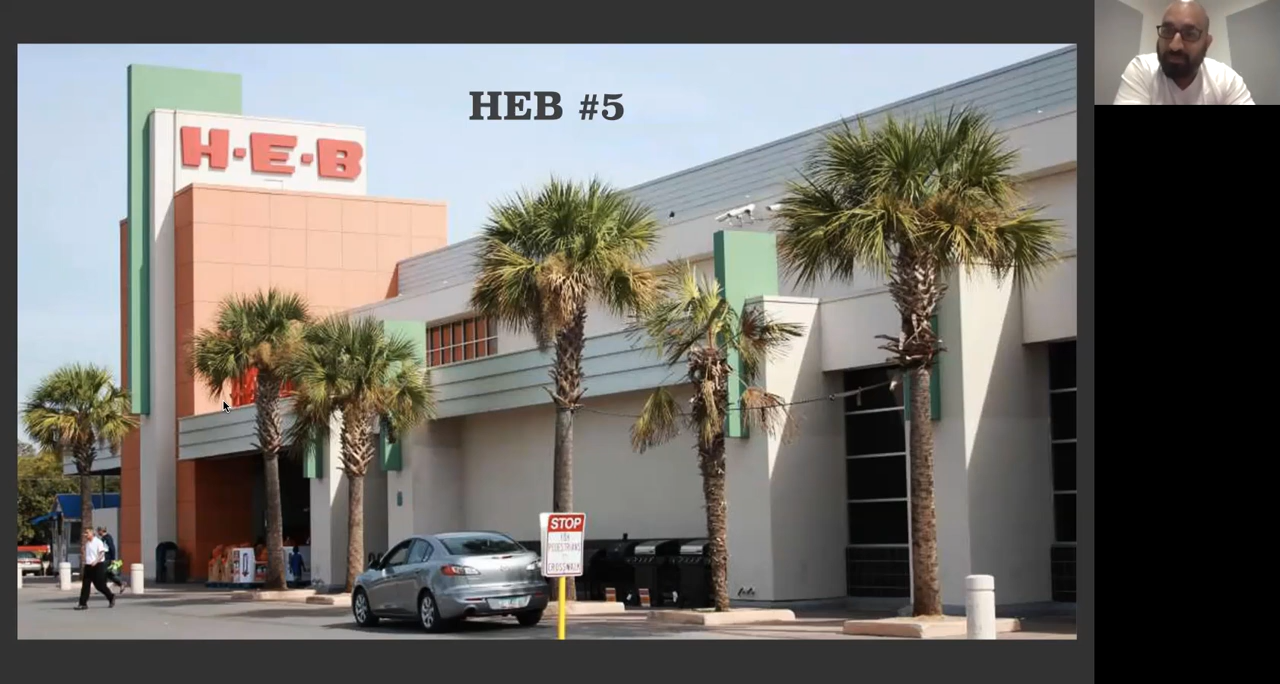 HEB #5
H-E-B
STOP
FOR
PEDESTRIANS
IN
CROSSWALK